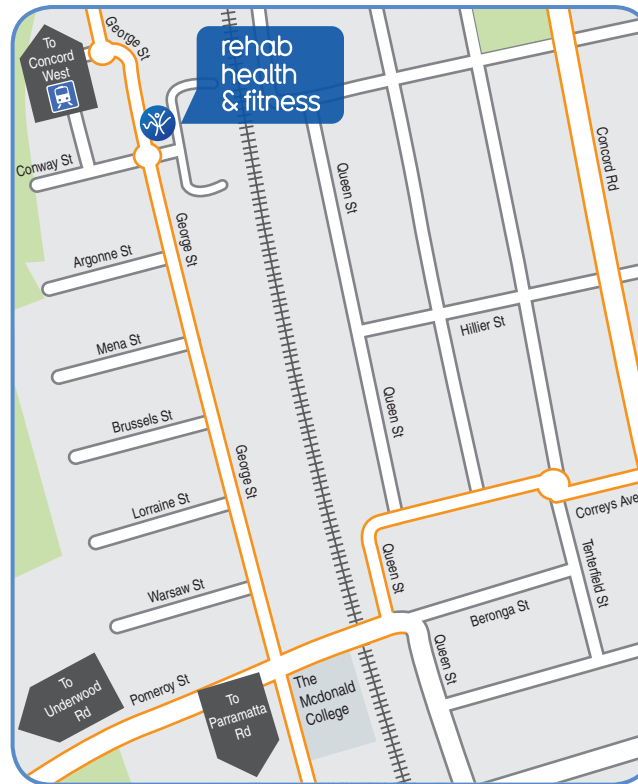 George St
To
Concord
West
rehab
health
& fitness
Conway St
Concord Rd
Queen St
George St
Argonne St
Hillier St
Mena St
Queen St
Brussels St
George St
Lorraine St
Correys Ave
Queen St
Tenterfield St
Warsaw St
Beronga St
Queen St
To
Underwood
Rd
Pomeroy St
To
Parramatta
Rd
The
Mcdonald
College